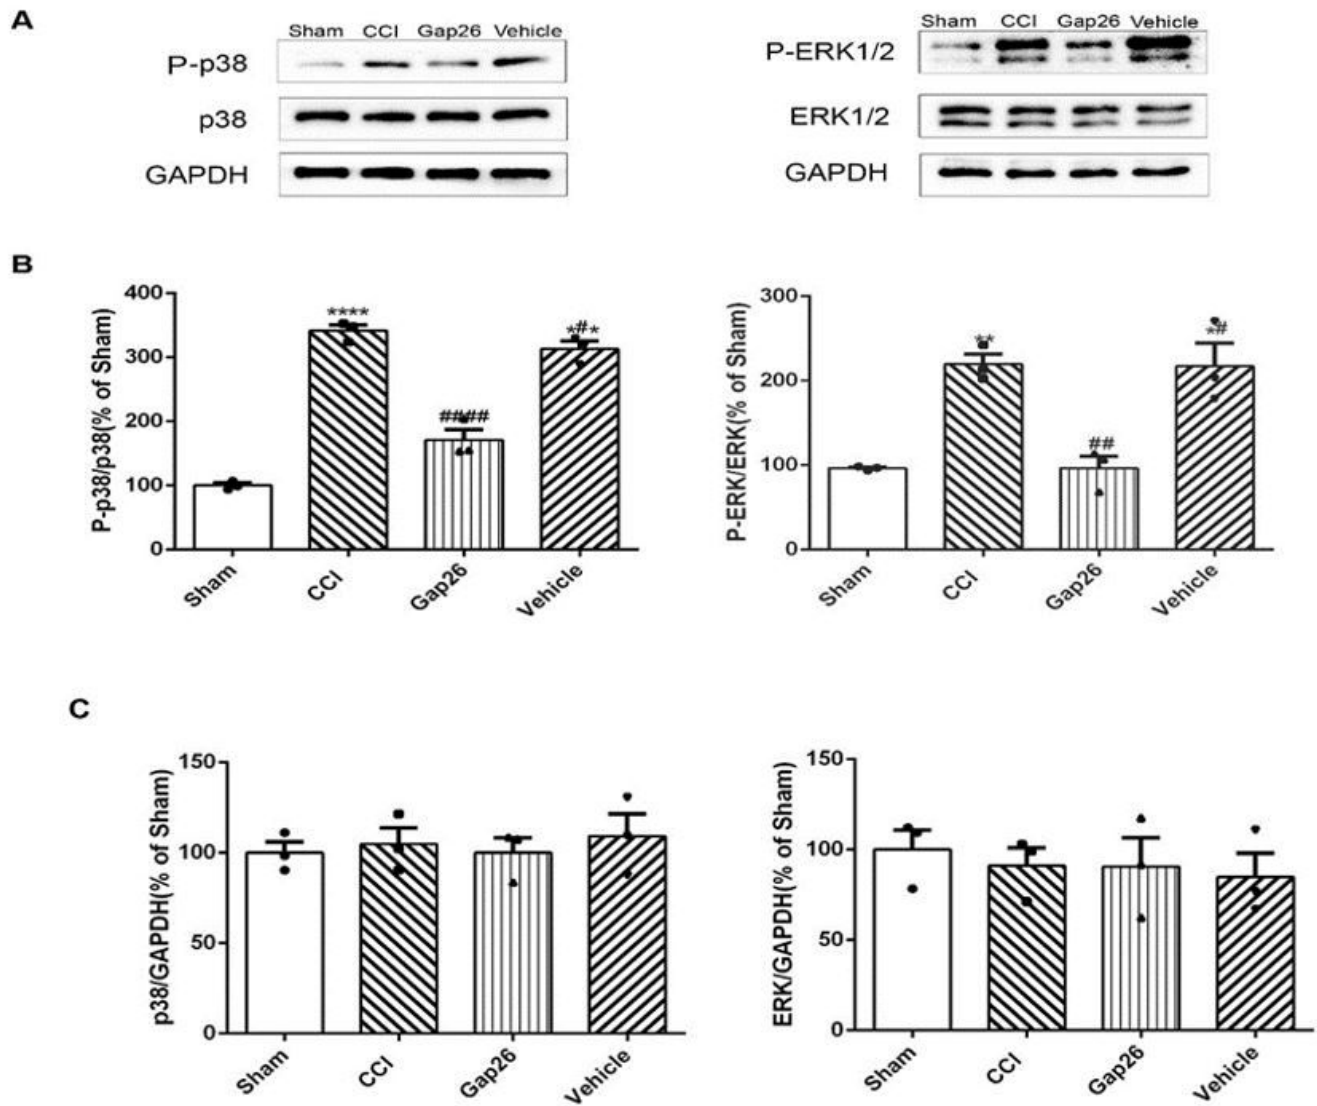 A
Sham CCI Gap26 Vehicle
P-p38
p38
GAPDH
Sham CCI Gap26 Vehicle
P-ERK1/2
ERK1/2
GAPDH
B
P-p38/p38(% of Sham)
400
300
200
100
0
****
####
*#*
Sham
CCI
Gap26
Vehicle
P-ERK/ERK(% of Sham)
300
200
100
0
**
##
*#
Sham
CCI
Gap26
Vehicle
C
p38/GAPDH(% of Sham)
150
100
50
0
Sham
CCI
Gap26
Vehicle
ERK/GAPDH(% of Sham)
150
100
50
0
Sham
CCI
Gap26
Vehicle